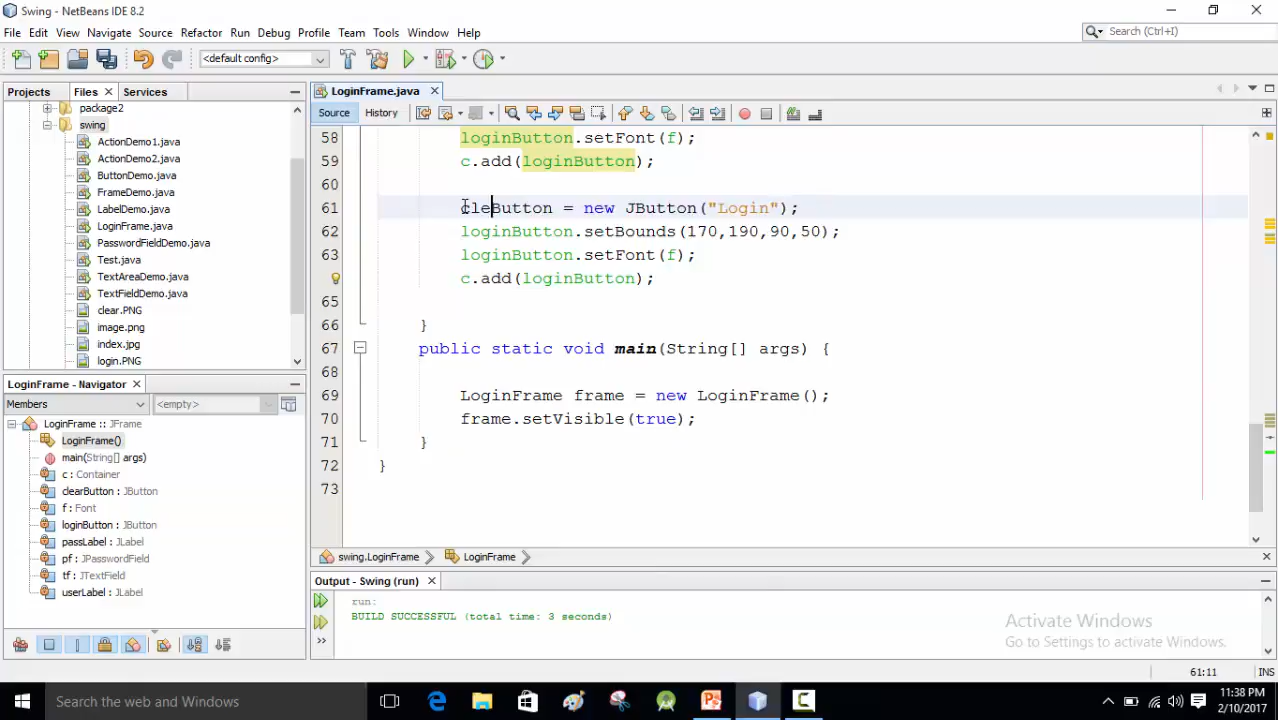 Swing - NetBeans IDE 8.2
File Edit View Navigate Source Refactor Run Debug Profile Team Tools Window Help
Search (Ctrl+I)
<default config>
Projects Files Services
LoginFrame.java
Source History
package2
swing
ActionDemo1.java
ActionDemo2.java
ButtonDemo.java
FrameDemo.java
LabelDemo.java
LoginFrame.java
PasswordFieldDemo.java
Test.java
TextAreaDemo.java
TextFieldDemo.java
clear.PNG
image.png
index.jpg
login.PNG
58 loginButton.setFont(f);
59 c.add(loginButton);
60
61 cleButton = new JButton("Login");
62 loginButton.setBounds(170,190,90,50);
63 loginButton.setFont(f);
c.add(loginButton);
65
66 }
67 public static void main(String[] args) {
68
69 LoginFrame frame = new LoginFrame();
70 frame.setVisible(true);
71 }
72 }
73
LoginFrame - Navigator
Members <empty>
LoginFrame :: JFrame
LoginFrame()
main(String[] args)
c : Container
clearButton : JButton
f : Font
loginButton : JButton
passLabel : JLabel
pf : JPasswordField
tf : JTextField
userLabel : JLabel
swing.LoginFrame LoginFrame
Output - Swing (run)
run:
BUILD SUCCESSFUL (total time: 3 seconds)
Activate Windows
Go to Settings to activate Windows.
61:11 INS
Search the web and Windows
11:38 PM
2/10/2017